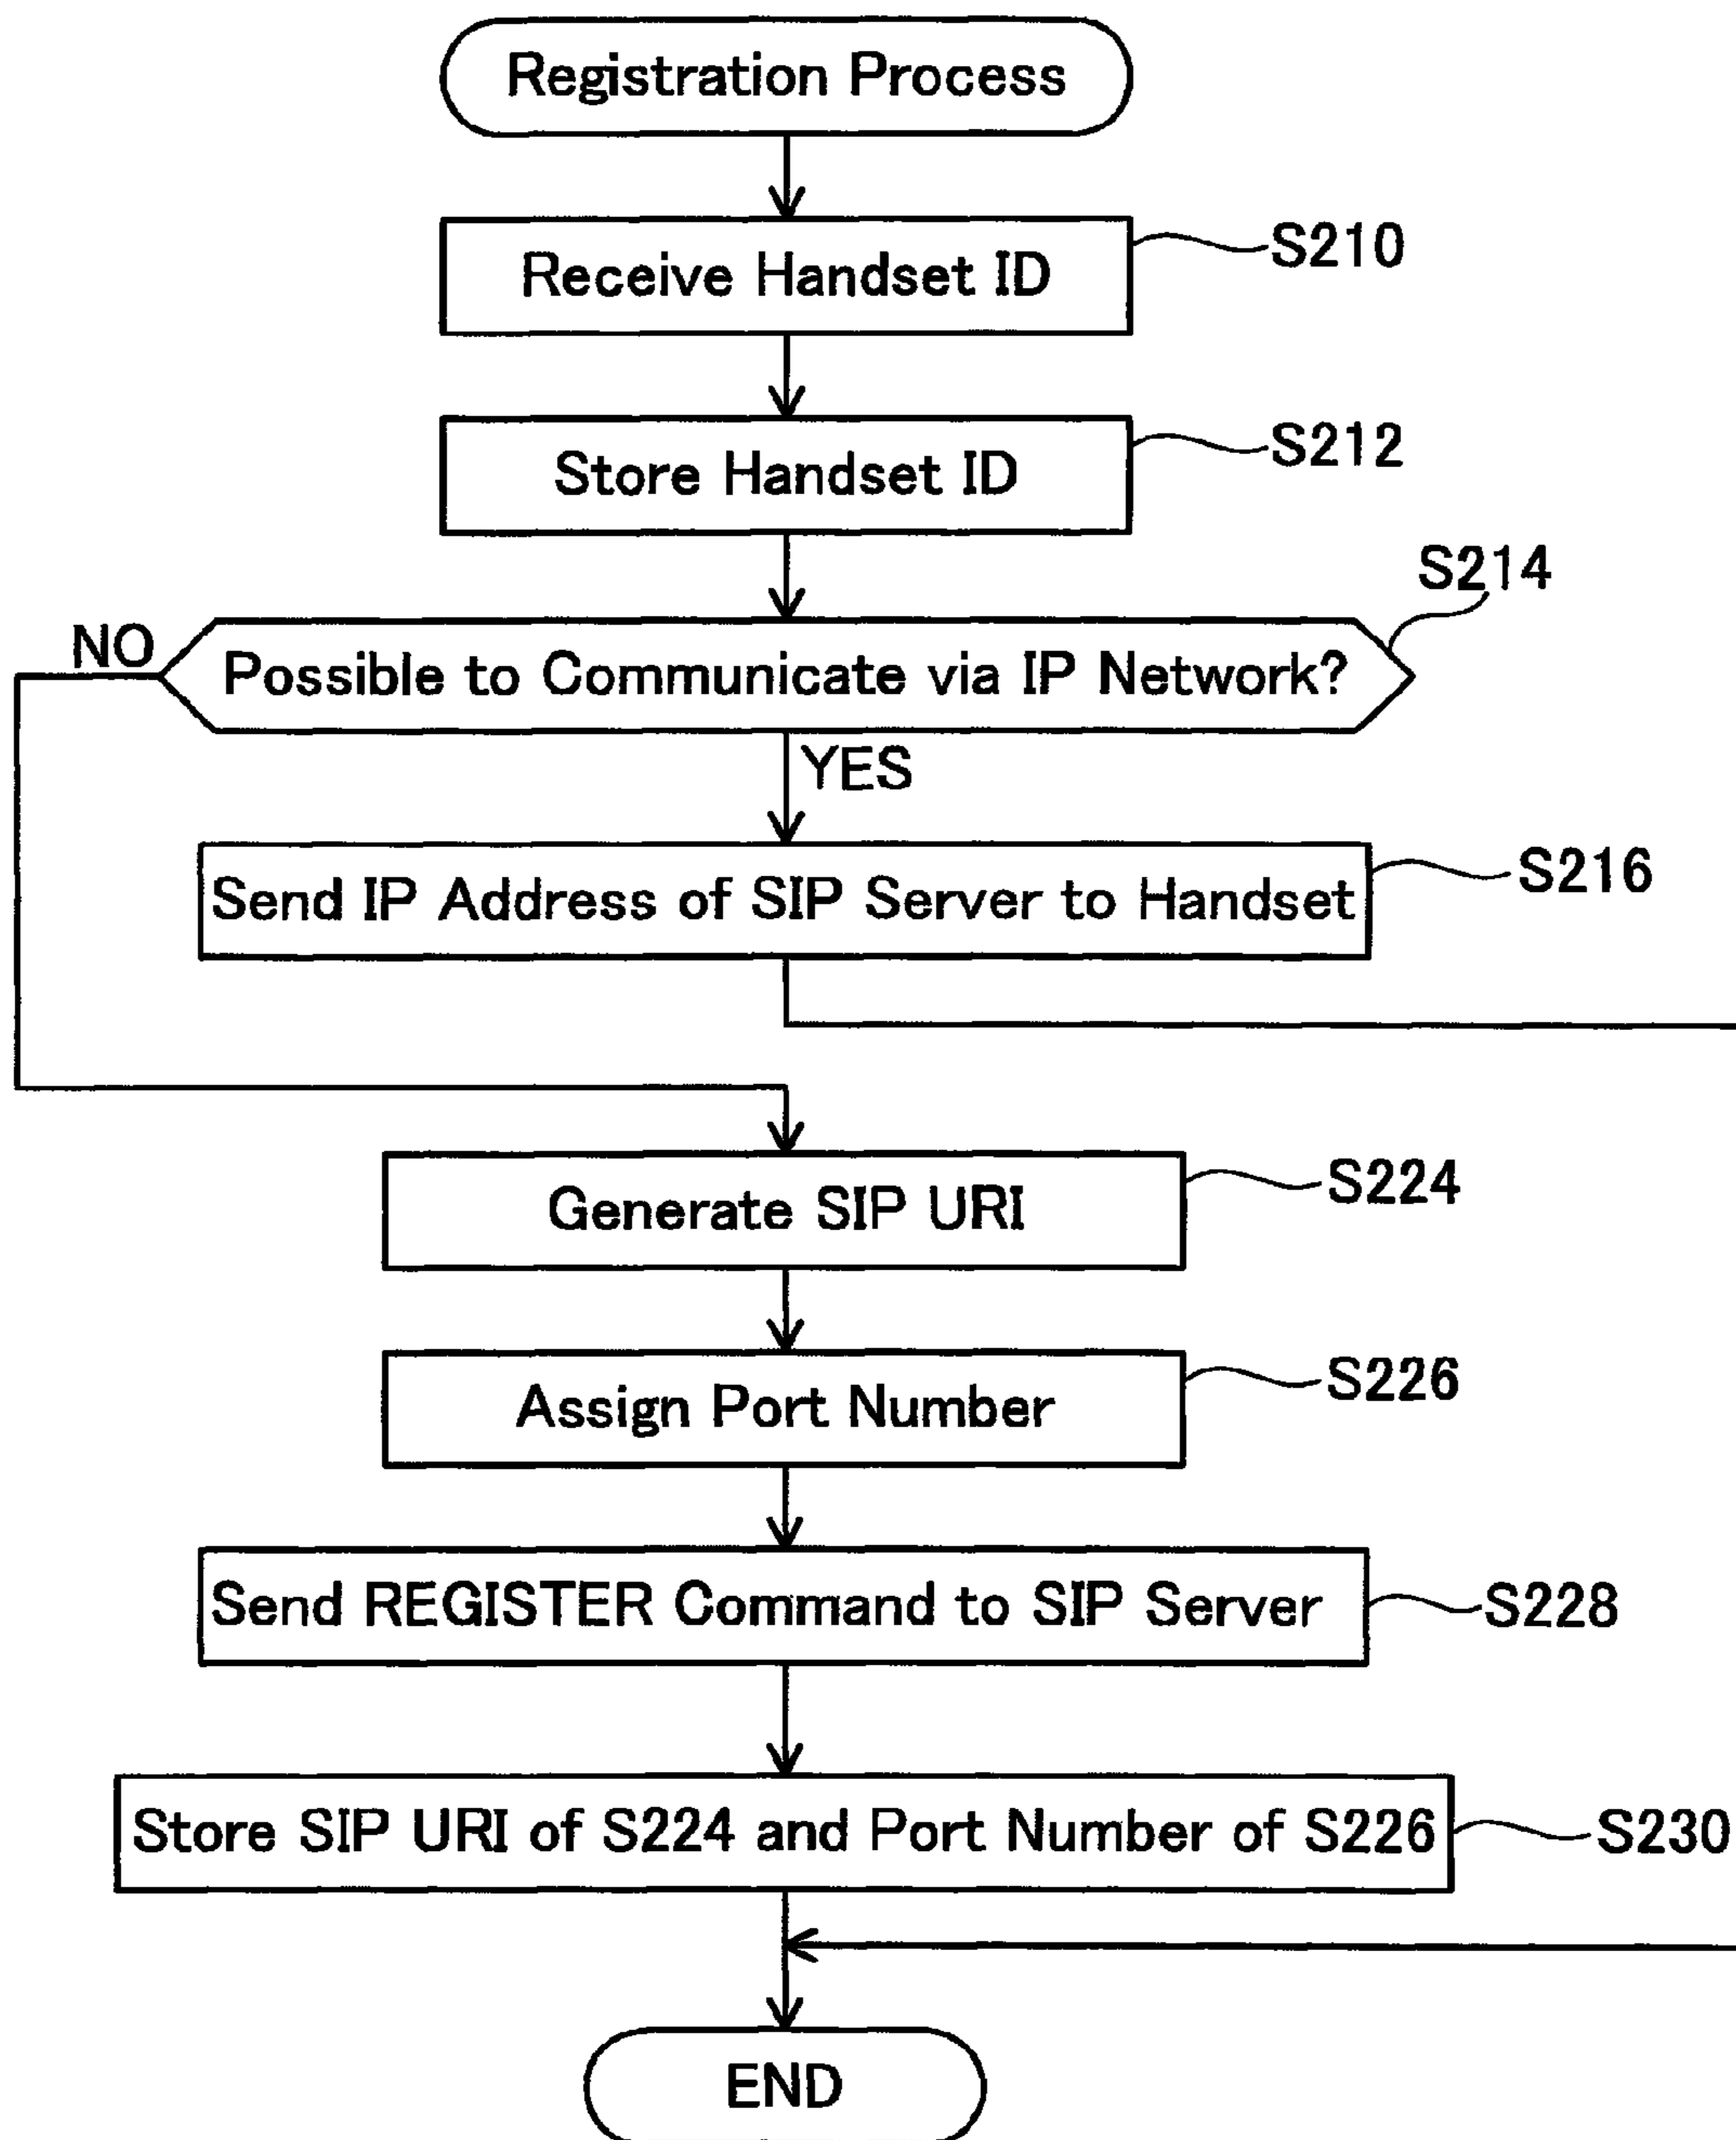 Registration Process
Receive Handset ID
S210
Store Handset ID
S212
S214
NO
Possible to Communicate via IP Network?
YES
Send IP Address of SIP Server to Handset
S216
Generate SIP URI
S224
Assign Port Number
S226
Send REGISTER Command to SIP Server
S228
Store SIP URI of S224 and Port Number of S226
S230
END